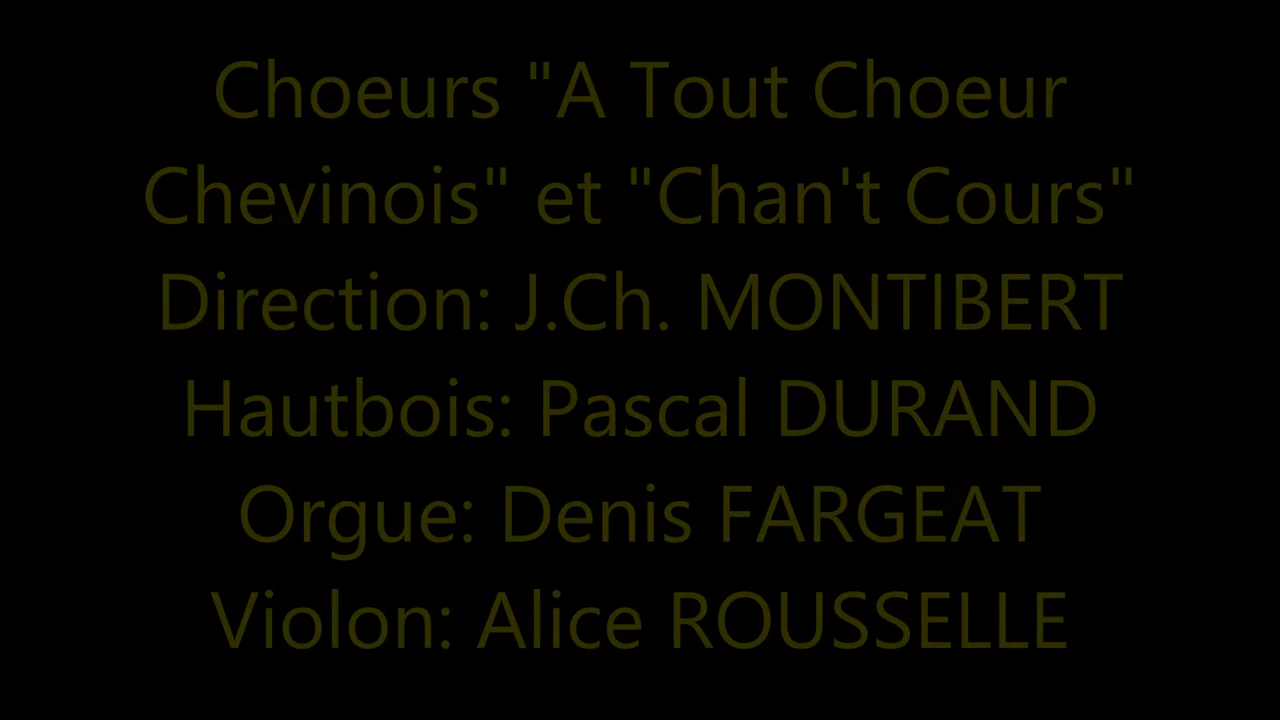 Choeurs "A Tout Choeur
Chevinois" et "Chan't Cours"
Direction: J.Ch. MONTIBERT
Hautbois: Pascal DURAND
Orgue: Denis FARGEAT
Violon: Alice ROUSSELLE